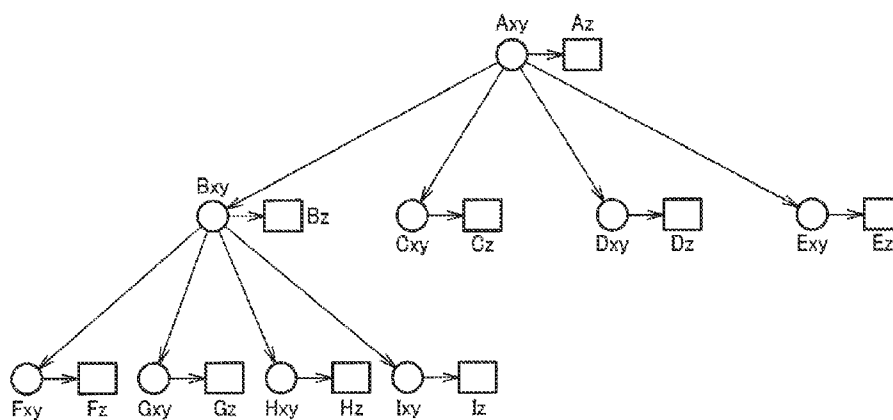 Axy Az
Bxy
Bz
Cxy Cz Dxy Dz Exy Ez
Fxy Fz Gxy Gz Hxy Hz Ixy Iz